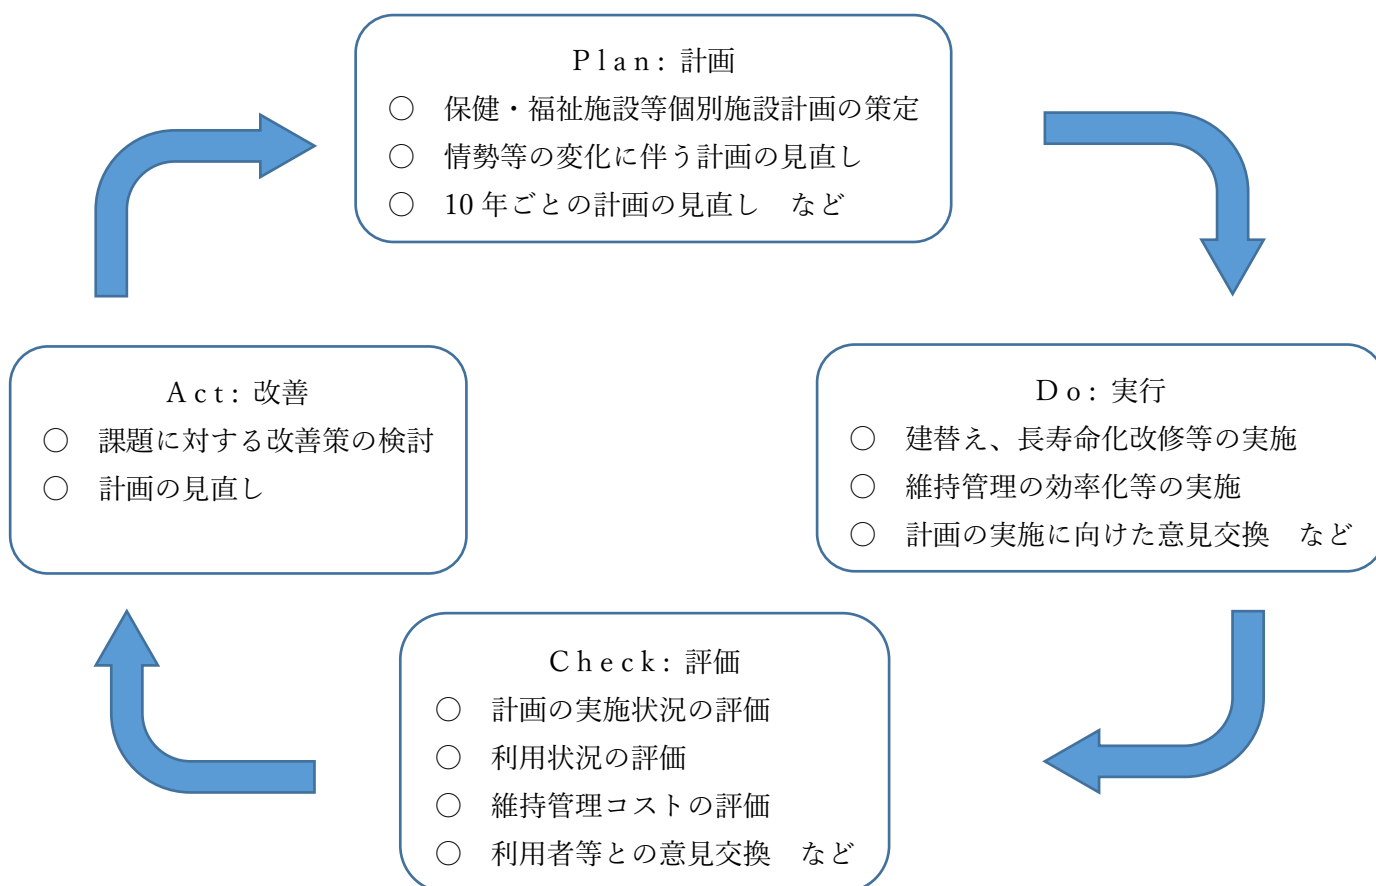 Plan: 計画
○ 保健・福祉施設等個別施設計画の策定
○ 情勢等の変化に伴う計画の見直し
○ 10 年ごとの計画の見直し など
Act: 改善
○ 課題に対する改善策の検討
○ 計画の見直し
Do: 実行
○ 建替え、長寿命化改修等の実施
○ 維持管理の効率化等の実施
○ 計画の実施に向けた意見交換 など
Check: 評価
○ 計画の実施状況の評価
○ 利用状況の評価
○ 維持管理コストの評価
○ 利用者等との意見交換 など